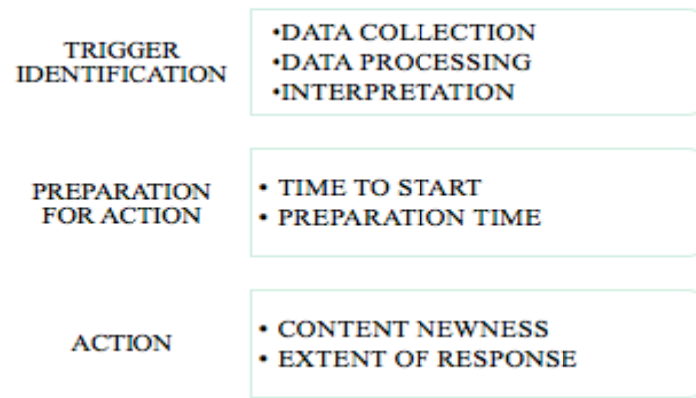 TRIGGER
IDENTIFICATION
•DATA COLLECTION
•DATA PROCESSING
•INTERPRETATION
PREPARATION
FOR ACTION
• TIME TO START
• PREPARATION TIME
ACTION
• CONTENT NEWNESS
• EXTENT OF RESPONSE